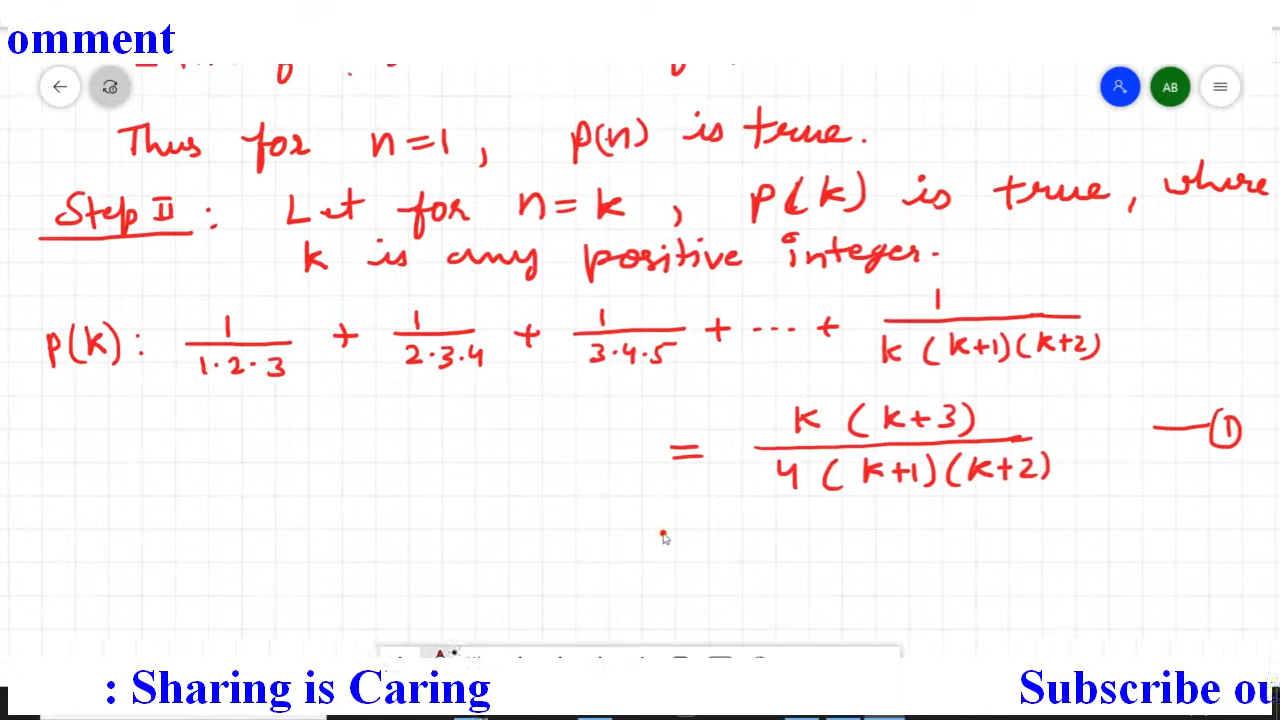 omment
AB
Thus for n=1, P(n) is true.
Step II : Let for n = k, P(k) is true, where
k is any positive integer.
P(k) : 1/(1·2·3) + 1/(2·3·4) + 1/(3·4·5) + ... + 1/(k(k+1)(k+2))
= k(k+3)/(4(k+1)(k+2)) —①
: Sharing is Caring
Subscribe ou